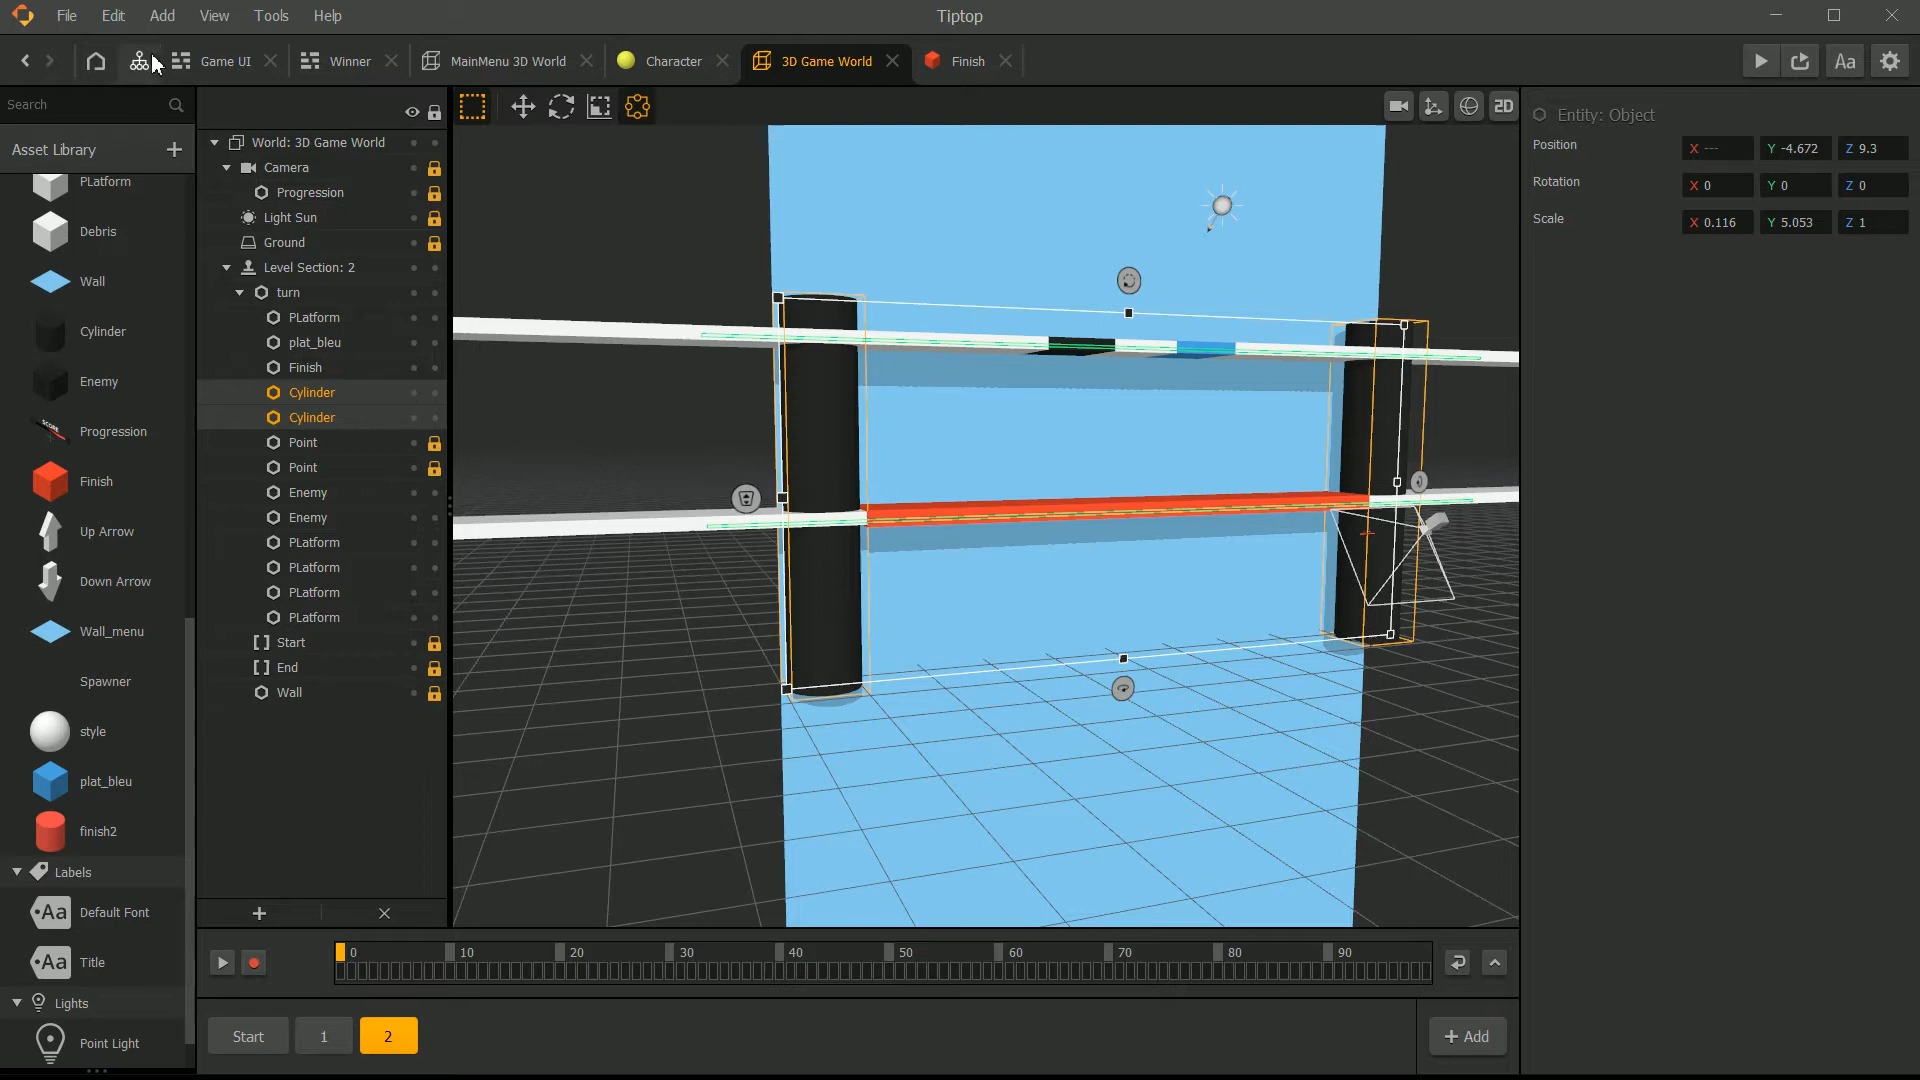 File Edit Add View Tools Help
Tiptop
Game UI
Winner
MainMenu 3D World
Character
3D Game World
Finish
Aa
Search
Asset Library
PLatform
Debris
Wall
Cylinder
Enemy
Progression
Finish
Up Arrow
Down Arrow
Wall_menu
Spawner
style
plat_bleu
finish2
Labels
Aa Default Font
Aa Title
Lights
Point Light
World: 3D Game World
Camera
Progression
Light Sun
Ground
Level Section: 2
turn
PLatform
plat_bleu
Finish
Cylinder
Cylinder
Point
Point
Enemy
Enemy
PLatform
PLatform
PLatform
PLatform
Start
End
Wall
2D
0 10 20 30 40 50 60 70 80 90
Start 1 2
Add
Entity: Object
Position X --- Y -4.672 Z 9.3
Rotation X 0 Y 0 Z 0
Scale X 0.116 Y 5.053 Z 1